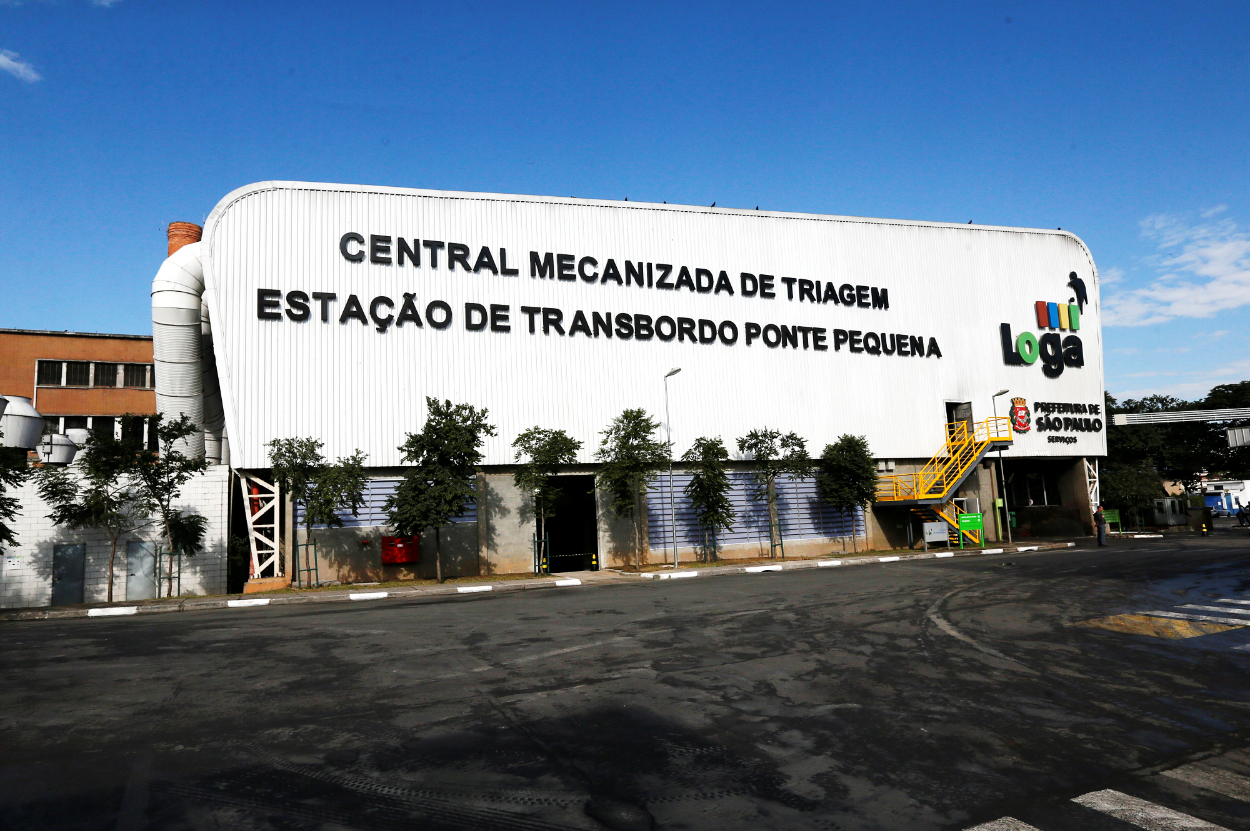 CENTRAL MECANIZADA DE TRIAGEM
ESTAÇÃO DE TRANSBORDO PONTE PEQUENA
Loga
PREFEITURA DE
SÃO PAULO
SERVIÇOS